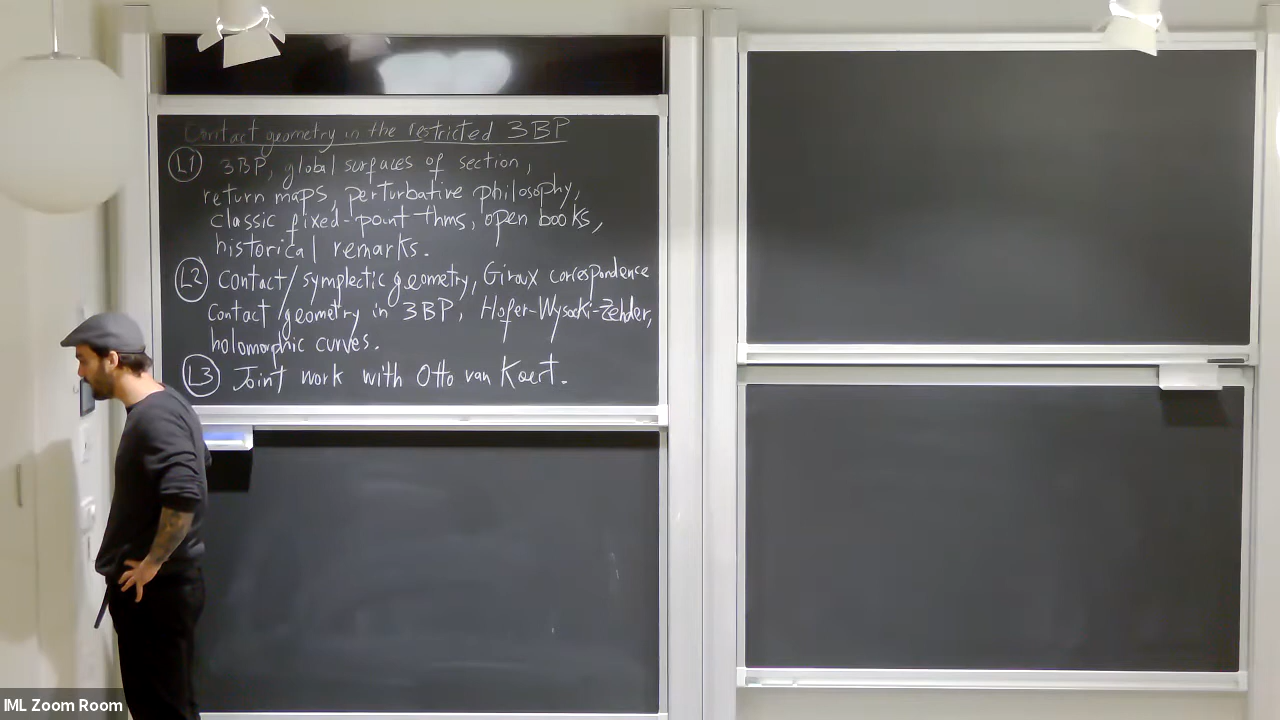 Contact geometry in the restricted 3BP
L1 3BP, global surfaces of section,
return maps, perturbative philosophy,
classic fixed-point thms, open books,
historical remarks.
L2 Contact/symplectic geometry, Giroux correspondence
Contact geometry in 3BP, Hofer-Wysocki-Zehnder,
holomorphic curves.
L3 Joint work with Otto van Koert.
IML Zoom Room